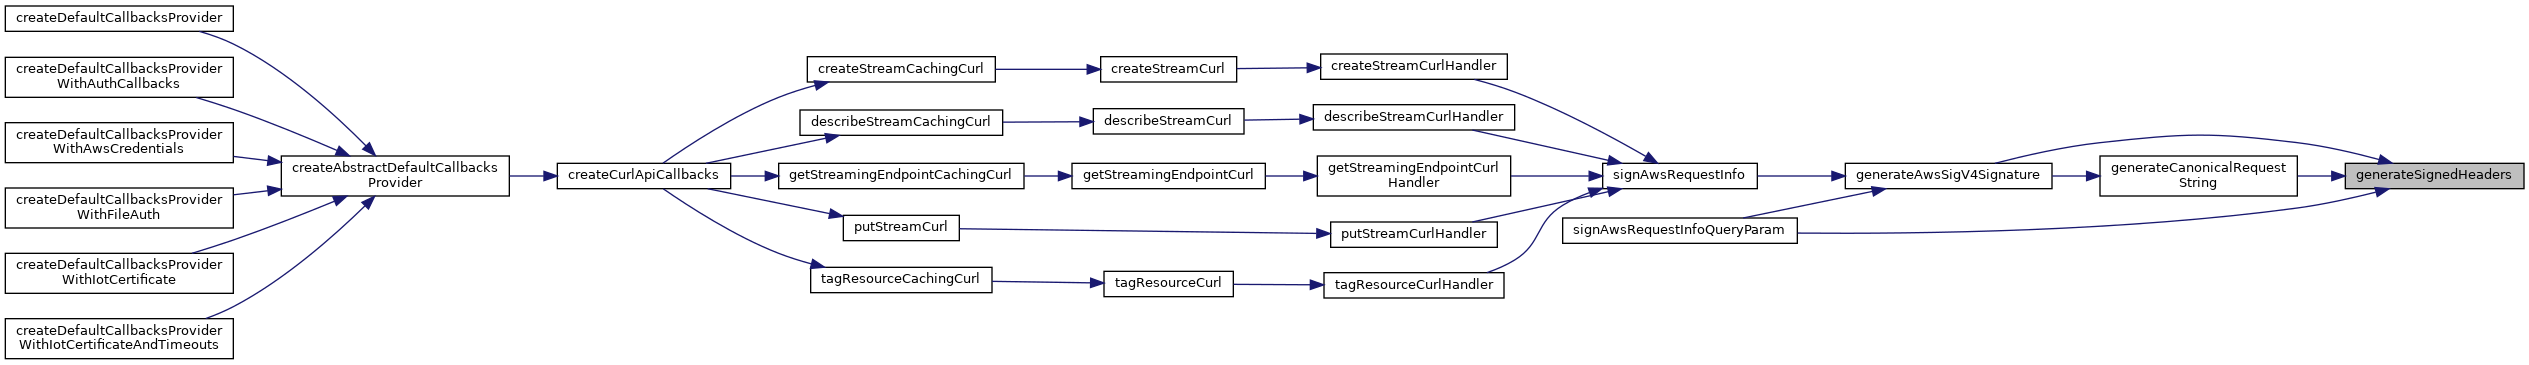 createDefaultCallbacksProvider
createDefaultCallbacksProvider
WithAuthCallbacks
createDefaultCallbacksProvider
WithAwsCredentials
createDefaultCallbacksProvider
WithFileAuth
createDefaultCallbacksProvider
WithIotCertificate
createDefaultCallbacksProvider
WithIotCertificateAndTimeouts
createAbstractDefaultCallbacks
Provider
createCurlApiCallbacks
createStreamCachingCurl
describeStreamCachingCurl
getStreamingEndpointCachingCurl
putStreamCurl
tagResourceCachingCurl
createStreamCurl
describeStreamCurl
getStreamingEndpointCurl
tagResourceCurl
createStreamCurlHandler
describeStreamCurlHandler
getStreamingEndpointCurl
Handler
putStreamCurlHandler
tagResourceCurlHandler
signAwsRequestInfo
signAwsRequestInfoQueryParam
generateAwsSigV4Signature
generateCanonicalRequest
String
generateSignedHeaders